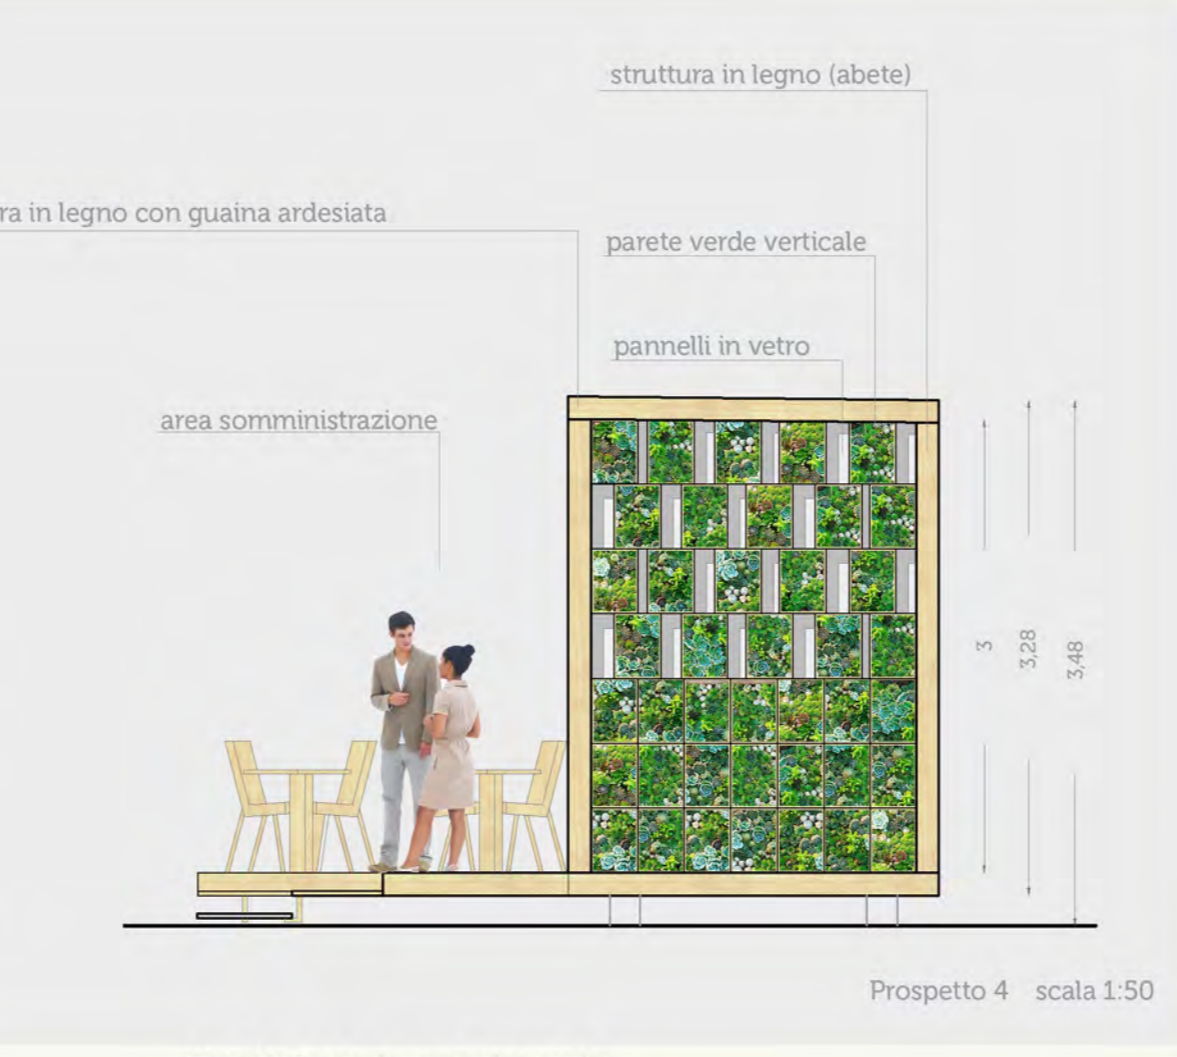 struttura in legno (abete)
ra in legno con guaina ardesiata
parete verde verticale
pannelli in vetro
area somministrazione
3
3,28
3,48
Prospetto 4 scala 1:50